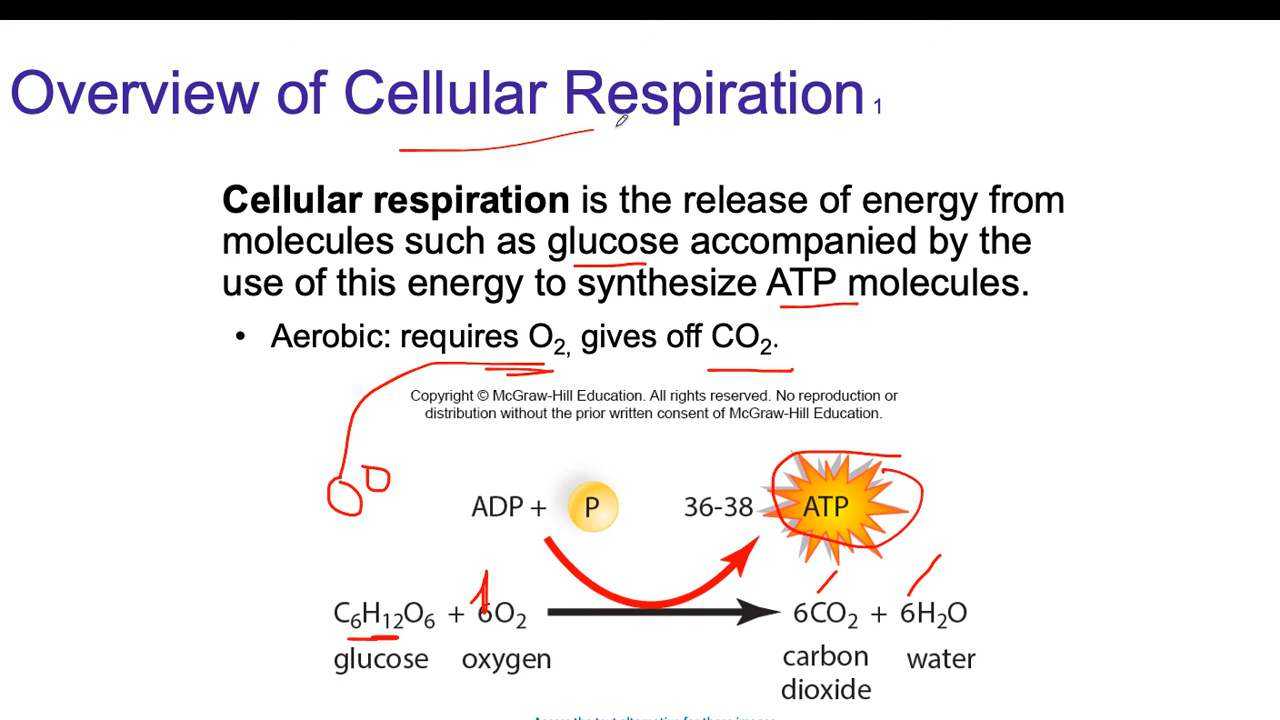 Overview of Cellular Respiration 1
Cellular respiration is the release of energy from
molecules such as glucose accompanied by the
use of this energy to synthesize ATP molecules.
• Aerobic: requires O₂, gives off CO₂.
Copyright © McGraw-Hill Education. All rights reserved. No reproduction or
distribution without the prior written consent of McGraw-Hill Education.
ADP + P 36-38 ATP
C₆H₁₂O₆ + 6O₂ 6CO₂ + 6H₂O
glucose oxygen carbon dioxide water